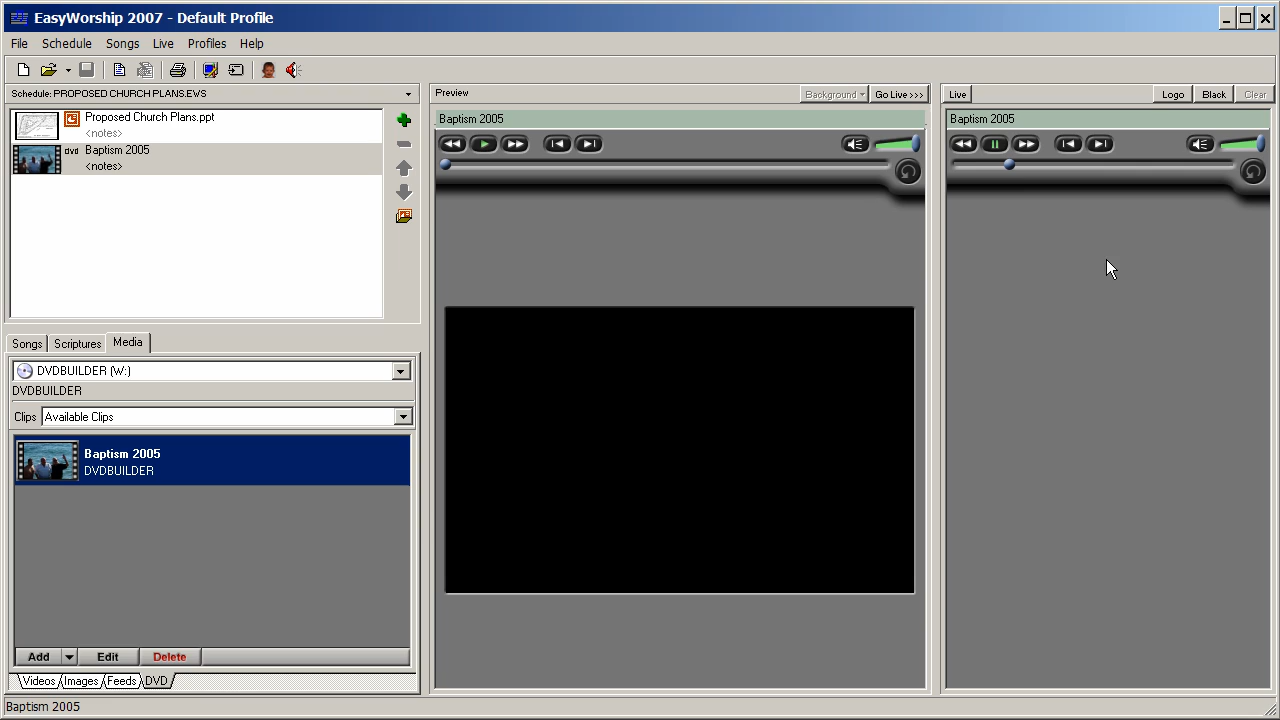 EasyWorship 2007 - Default Profile
File Schedule Songs Live Profiles Help
Schedule: PROPOSED CHURCH PLANS.EWS
Proposed Church Plans.ppt
<notes>
DVD Baptism 2005
<notes>
Songs Scriptures Media
DVDBUILDER (W:)
DVDBUILDER
Clips Available Clips
Baptism 2005
DVDBUILDER
Add Edit Delete
Videos Images Feeds DVD
Preview Background Go Live >>>
Baptism 2005
Live Logo Black Clear
Baptism 2005
Baptism 2005